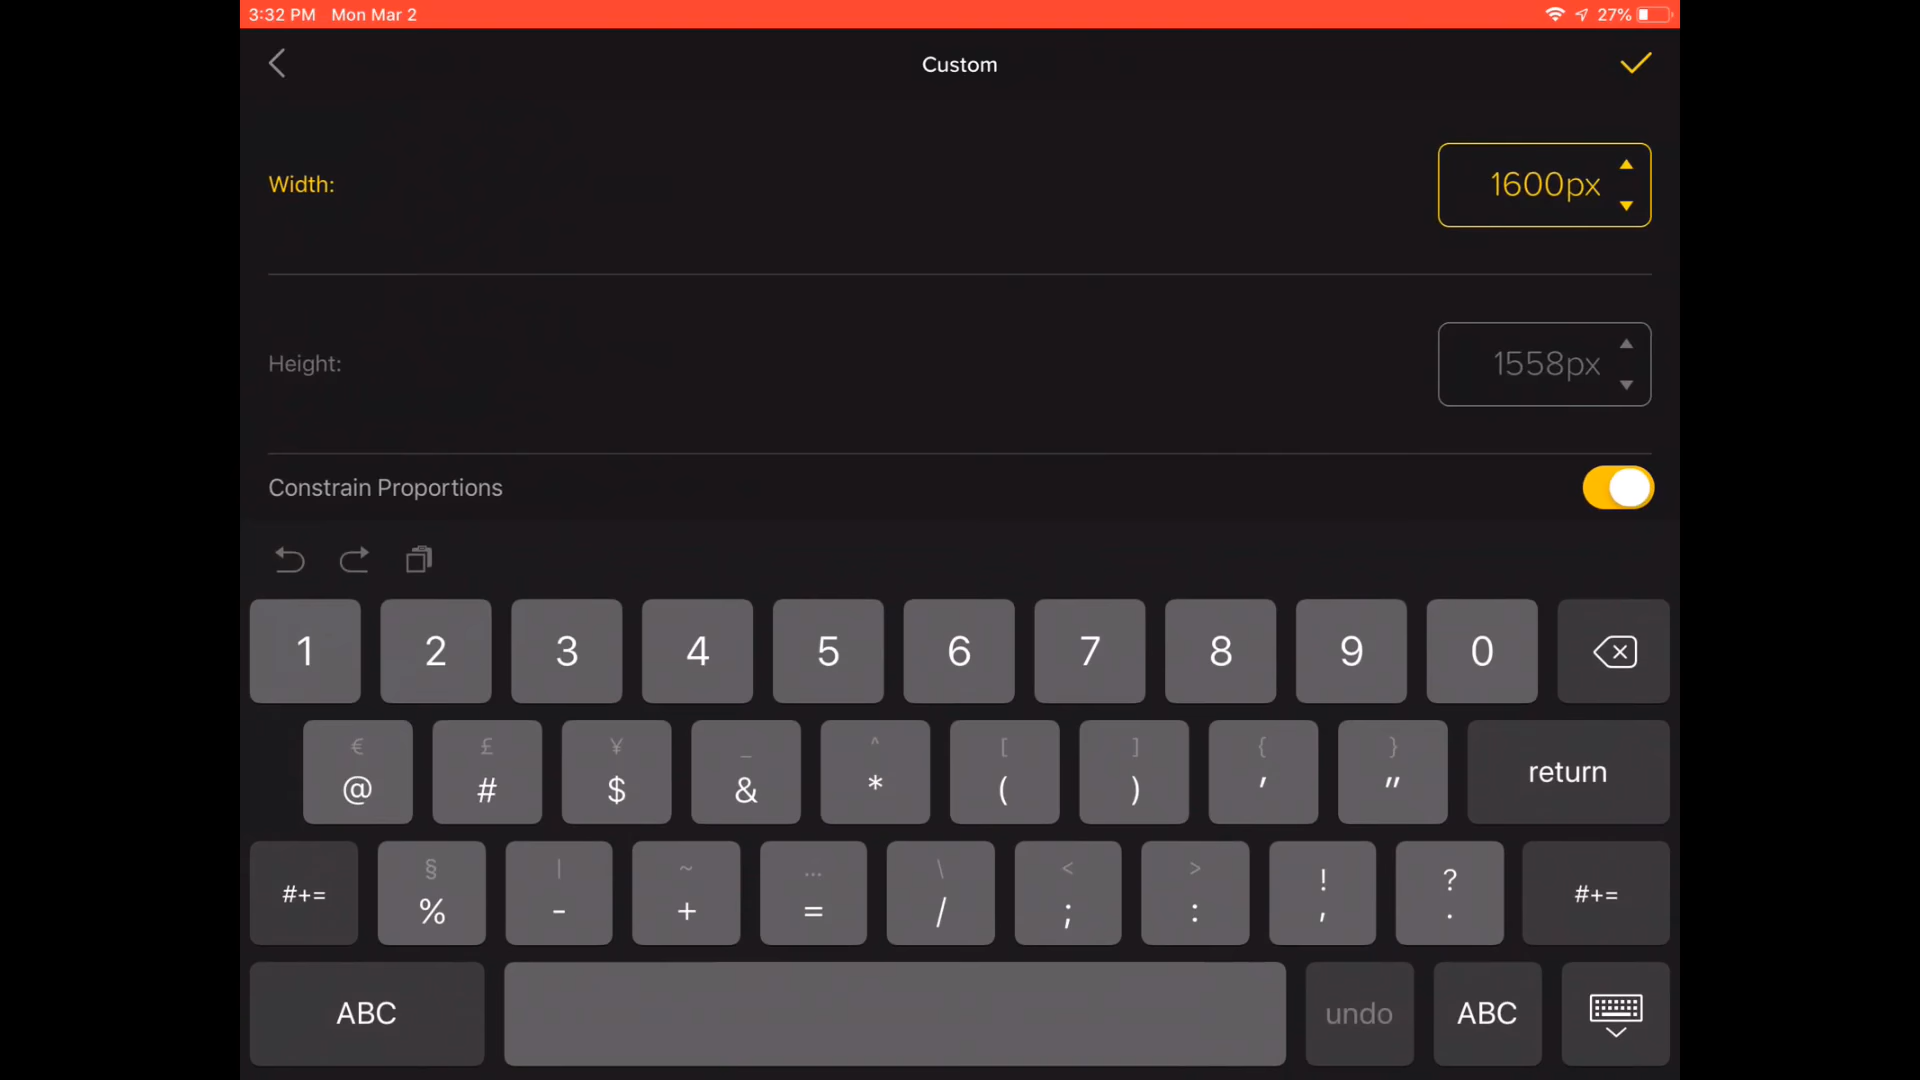 3:32 PM Mon Mar 2 27%
Custom
Width: 1600px
Height: 1558px
Constrain Proportions
1 2 3 4 5 6 7 8 9 0
€ £ ¥ _ ^ [ ] { }
@ # $ & * ( ) ' " return
§ | ~ … \ < > ! ?
#+= % - + = / ; : , . #+=
ABC undo ABC